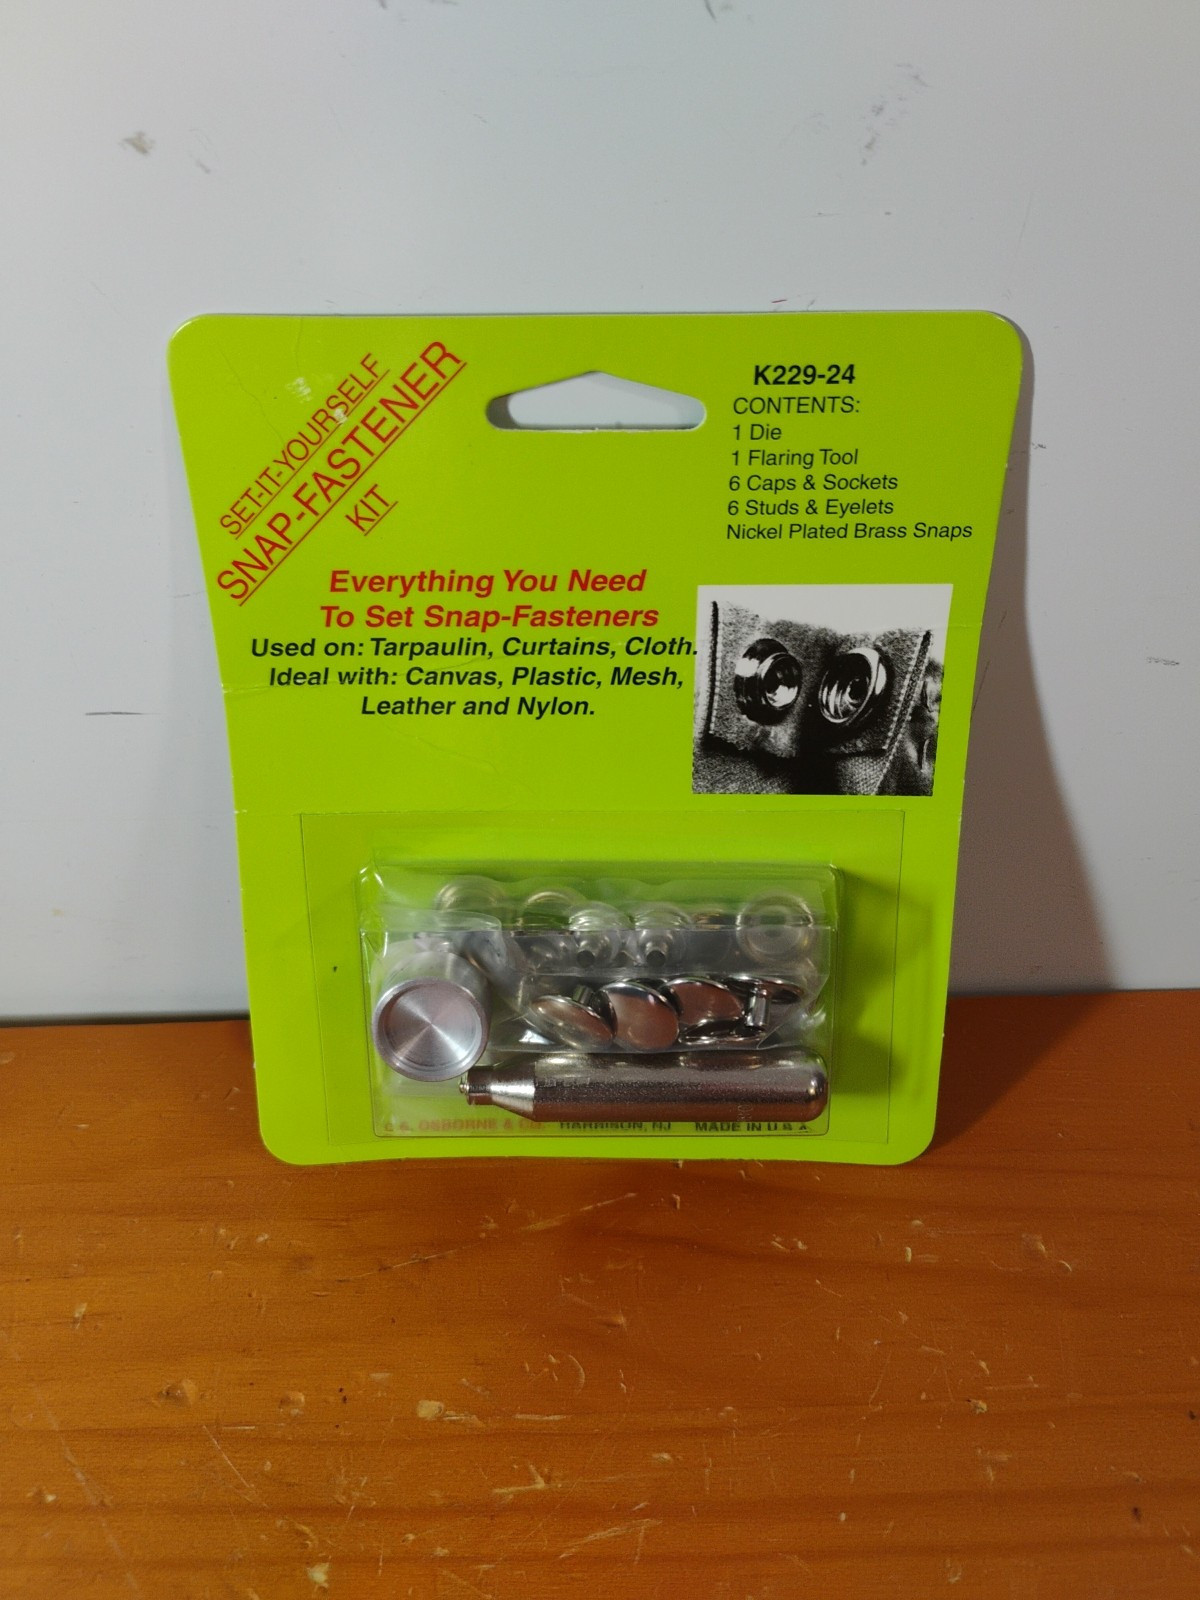 SET-IT-YOURSELF
SNAP-FASTENER
KIT
K229-24
CONTENTS:
1 Die
1 Flaring Tool
6 Caps & Sockets
6 Studs & Eyelets
Nickel Plated Brass Snaps
Everything You Need
To Set Snap-Fasteners
Used on: Tarpaulin, Curtains, Cloth.
Ideal with: Canvas, Plastic, Mesh,
Leather and Nylon.
C.S. OSBORNE & CO. HARRISON, NJ MADE IN U.S.A.